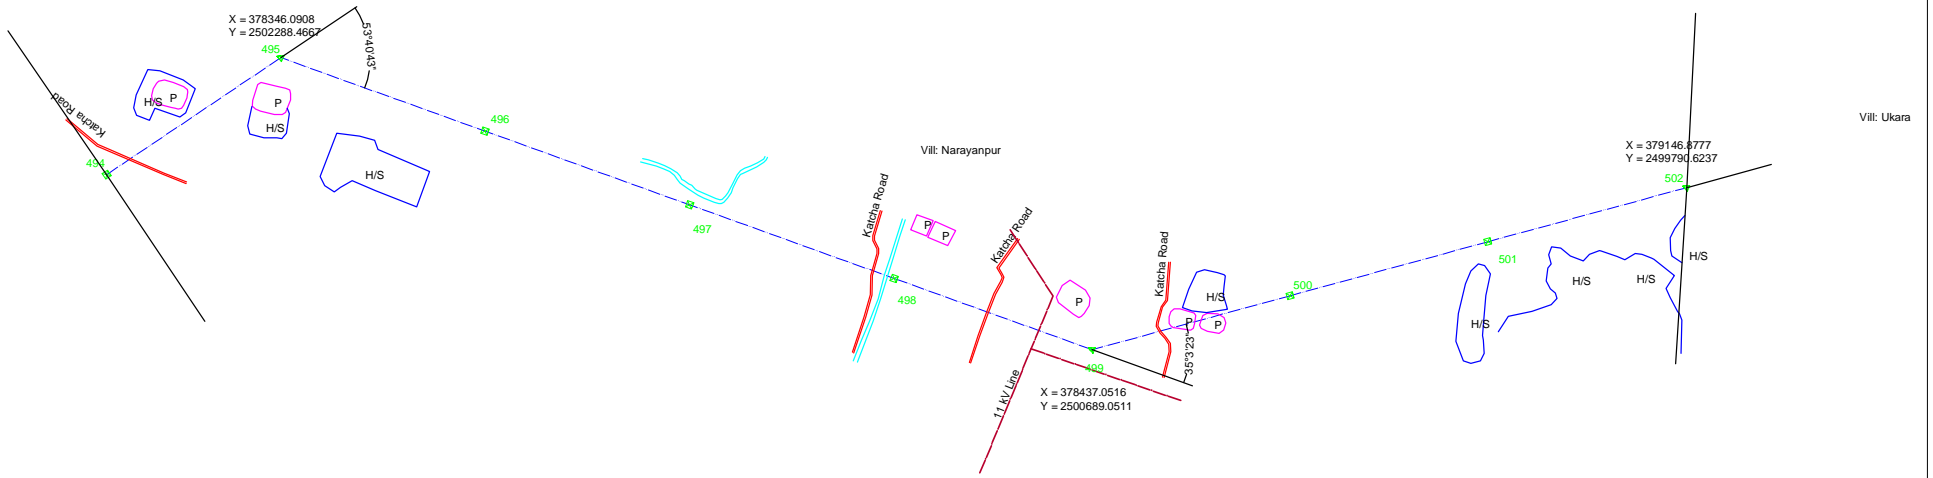 X = 378346.0908
Y = 2502288.4667
495
53°40'43"
H/S
P
Katcha Road
494
P
H/S
H/S
496
497
Vill: Narayanpur
Katcha Road
P
P
498
Katcha Road
P
11 kV Line
499
X = 378437.0516
Y = 2500689.0511
Katcha Road
H/S
P
P
35°3'23"
500
H/S
501
H/S
H/S
H/S
X = 379146.8777
Y = 2499790.6237
502
Vill: Ukara